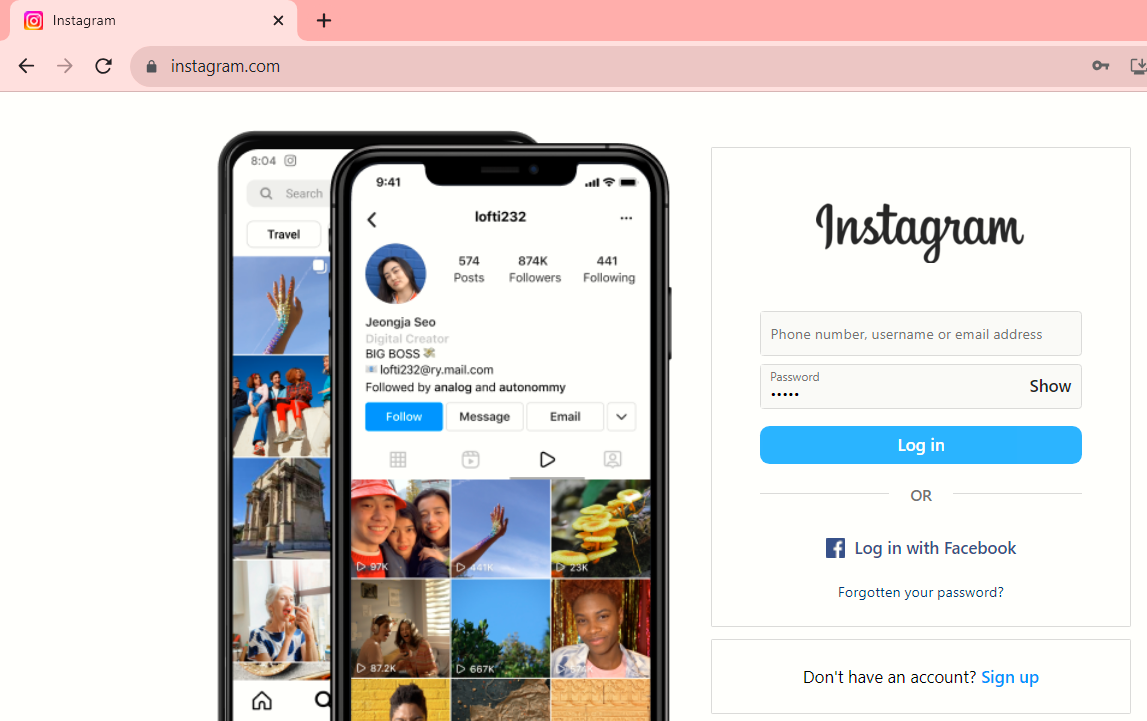 Instagram
instagram.com
8:04
Search
Travel
9:41
lofti232
574 874K 441
Posts Followers Following
Jeongja Seo
Digital Creator
BIG BOSS 💸
📧 lofti232@ry.mail.com
Followed by analog and autonommy
Follow Message Email
97K 441K 23K
87.2K 667K
Instagram
Phone number, username or email address
Password
••••• Show
Log in
OR
Log in with Facebook
Forgotten your password?
Don't have an account? Sign up